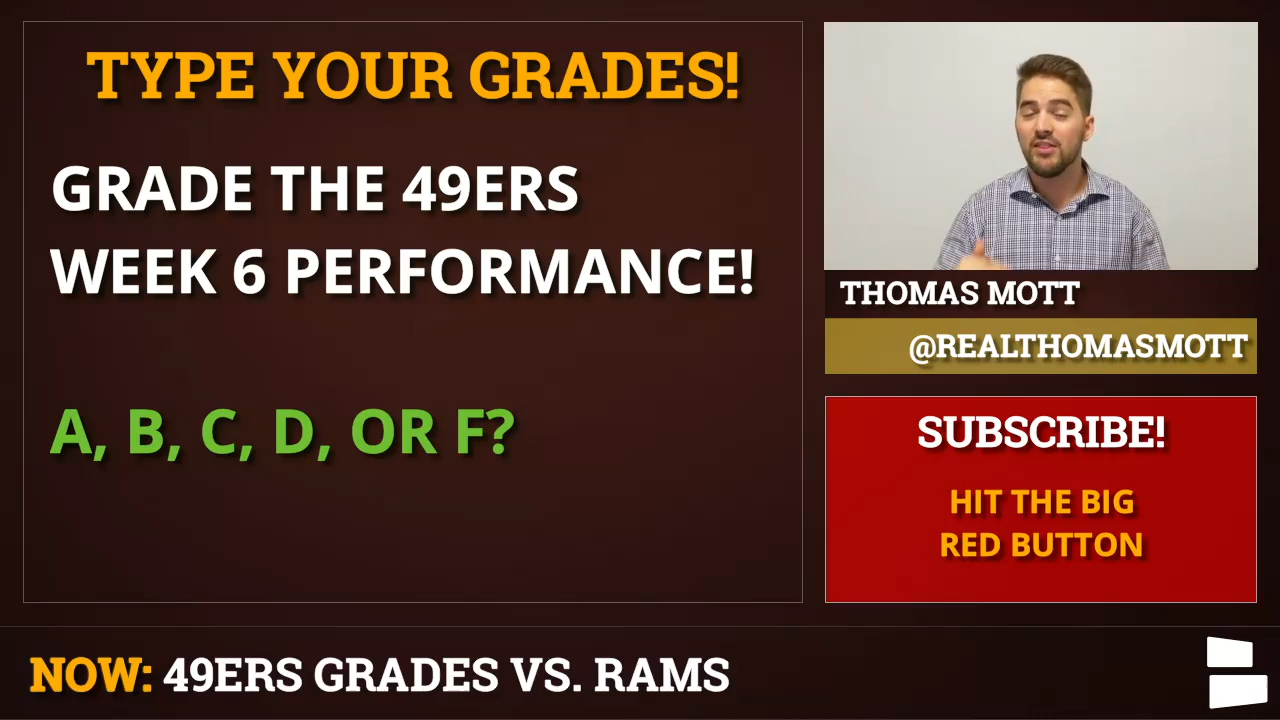 TYPE YOUR GRADES!
GRADE THE 49ERS
WEEK 6 PERFORMANCE!
A, B, C, D, OR F?
THOMAS MOTT
@REALTHOMASMOTT
SUBSCRIBE!
HIT THE BIG
RED BUTTON
NOW: 49ERS GRADES VS. RAMS